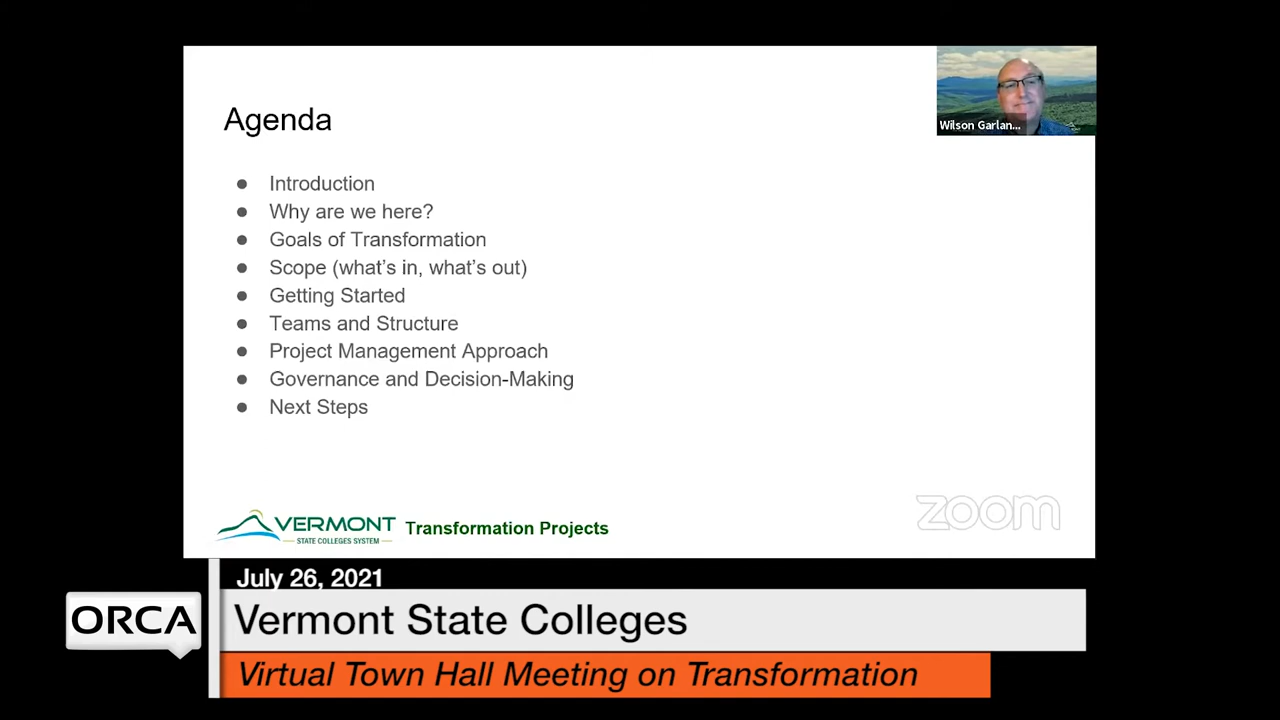 Agenda
Wilson Garlan...
● Introduction
● Why are we here?
● Goals of Transformation
● Scope (what's in, what's out)
● Getting Started
● Teams and Structure
● Project Management Approach
● Governance and Decision-Making
● Next Steps
VERMONT
STATE COLLEGES SYSTEM
Transformation Projects
zoom
July 26, 2021
ORCA
Vermont State Colleges
Virtual Town Hall Meeting on Transformation